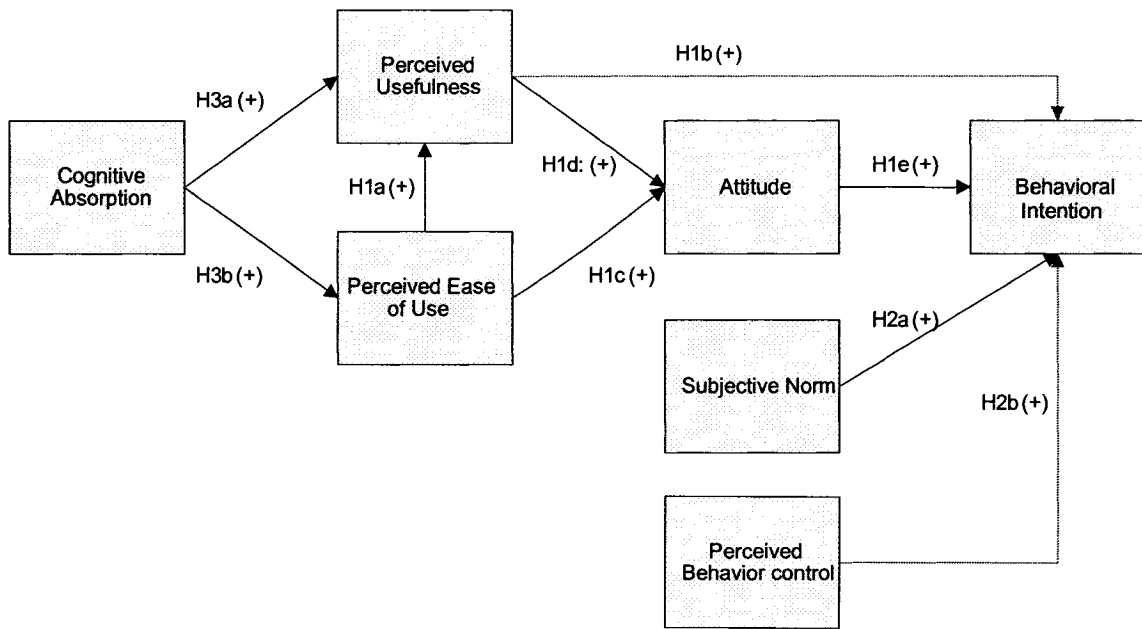 Perceived
Usefulness
H1b (+)
H3a (+)
Cognitive
Absorption
H1a (+)
H1d: (+)
Attitude
H1e (+)
Behavioral
Intention
H3b (+)
Perceived Ease
of Use
H1c (+)
H2a (+)
Subjective Norm
H2b (+)
Perceived
Behavior control